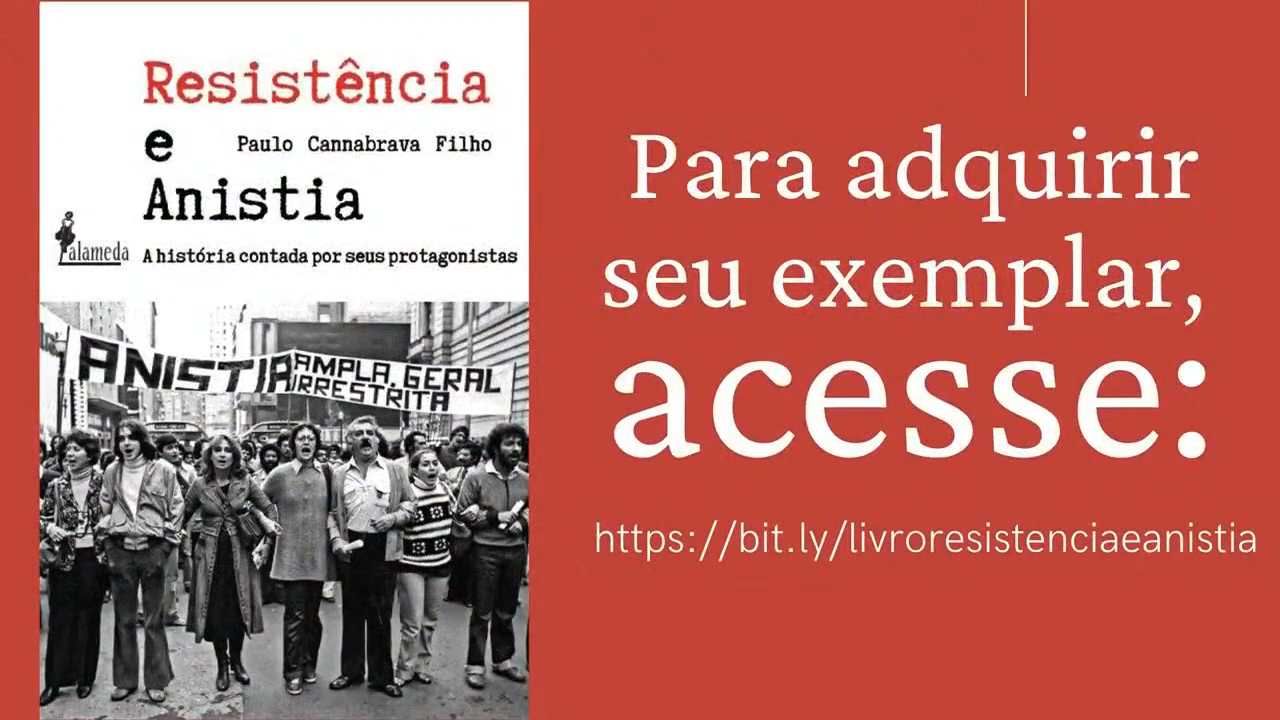 Resistência
e
Paulo Cannabrava Filho
Anistia
alameda
A história contada por seus protagonistas
ANISTIA AMPLA, GERAL
IRRESTRITA
Para adquirir
seu exemplar,
acesse:
https://bit.ly/livroresistenciaeanistia